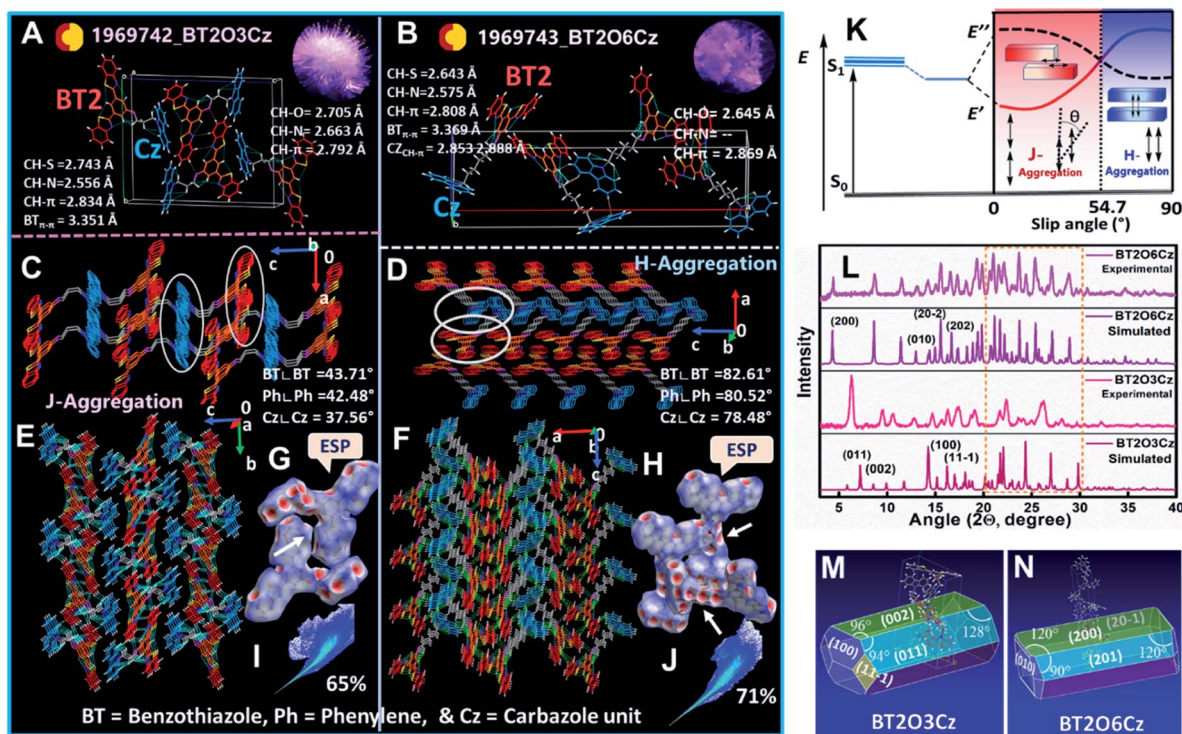 A
1969742_BT2O3Cz
BT2
Cz
CH-O= 2.705 Å
CH-N= 2.663 Å
CH-π = 2.792 Å
CH-S = 2.743 Å
CH-N= 2.556 Å
CH-π = 2.834 Å
BTπ-π = 3.351 Å
B
1969743_BT2O6Cz
CH-S =2.643 Å
CH-N=2.575 Å
CH-π =2.808 Å
BTπ-π =3.369 Å
CZCH-π = 2.853 2.888 Å
BT2
CH-O= 2.645 Å
CH-N= --
CH-π = 2.869 Å
Cz
b
C
b
0
c
a
BT∟BT =43.71°
Ph∟Ph = 42.48°
Cz∟Cz = 37.56°
J-Aggregation
D
H-Aggregation
a
0
c
b
BT∟BT =82.61°
Ph∟Ph = 80.52°
Cz∟Cz = 78.48°
E
c
0
a
b
G
ESP
I
65%
F
a
0
b
c
H
ESP
J
71%
BT = Benzothiazole, Ph = Phenylene, & Cz = Carbazole unit
K
E
S1
S0
E''
E'
θ
J-
Aggregation
H-
Aggregation
0
54.7
90
Slip angle (°)
L
BT2O6Cz
Experimental
(200)
(010)
(20-2)
(202)
BT2O6Cz
Simulated
BT2O3Cz
Experimental
(011)
(002)
(100)
(11-1)
BT2O3Cz
Simulated
Intensity
5 10 15 20 25 30 35 40
Angle (2Θ, degree)
M
96°
(002)
128°
(100)
94°
(011)
(11-1)
BT2O3Cz
N
120°
(200)
(20-1)
(010)
90°
(201)
120°
BT2O6Cz